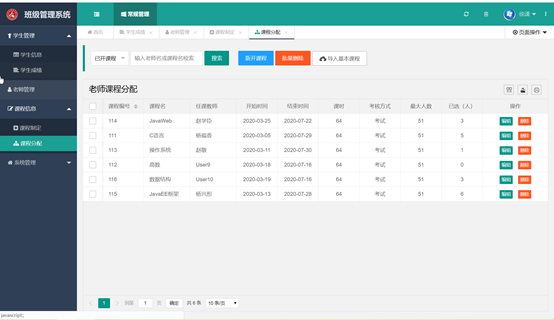 班级管理系统
常规管理
学生管理
学生信息
学生成绩
老师管理
课程信息
课程制定
课程分配
系统管理
首页 学生成绩 老师管理 课程制定 课程分配 页面操作
已开课程 输入老师名或课程名检索 搜索 新开课程 批量删除 导入基本课程
老师课程分配
课程编号 课程名 任课教师 开始时间 结束时间 课时 考核方式 最大人数 已选（人） 操作
114 JavaWeb 赵学臣 2020-03-25 2020-07-22 64 考试 51 3 编辑 删除
111 C语言 杨福香 2020-03-05 2020-07-29 64 考试 51 5 编辑 删除
113 操作系统 赵敬 2020-03-11 2020-07-30 64 考试 51 1 编辑 删除
112 高数 User9 2020-03-18 2020-07-16 64 考试 51 0 编辑 删除
116 数据结构 User10 2020-03-19 2020-07-16 64 考试 51 3 编辑 删除
115 JavaEE框架 杨兴彤 2020-03-13 2020-07-28 64 考试 51 6 编辑 删除
1 到第 1 页 确定 共 6 条 10 条/页
javascript:;